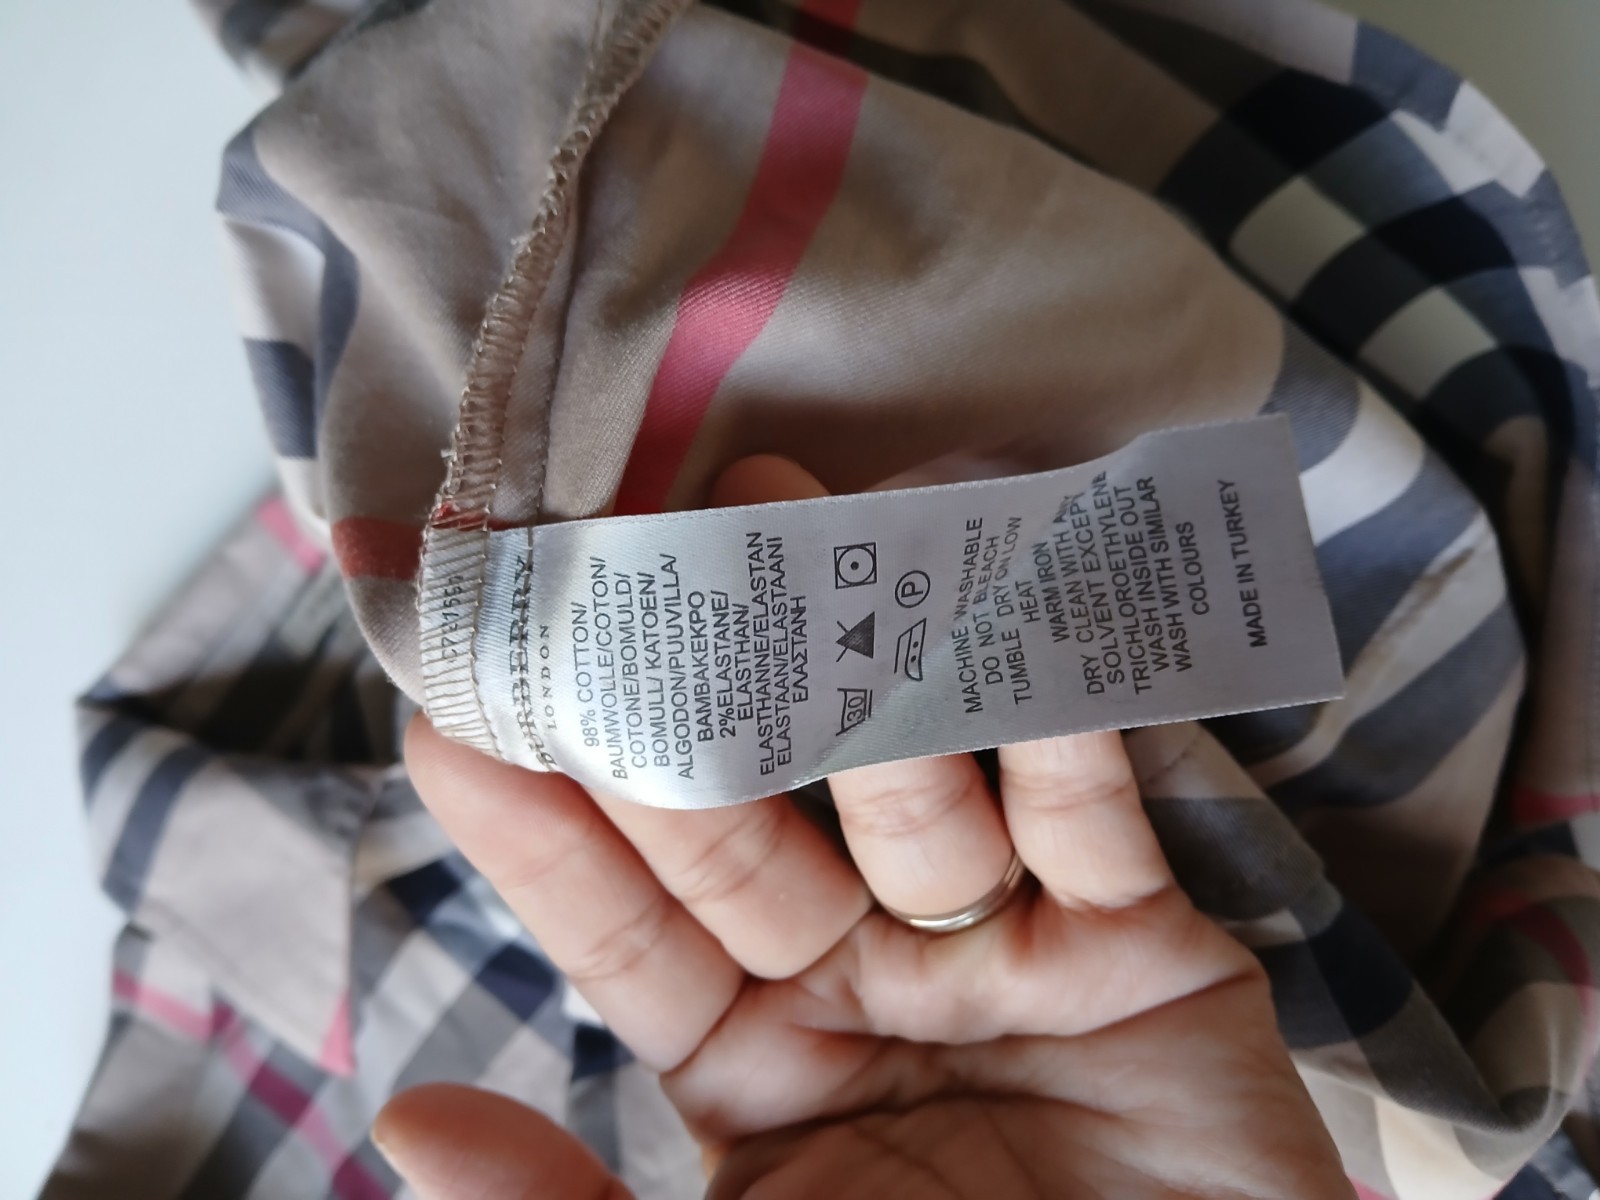 BURBERRY
LONDON
98% COTTON/
BAUMWOLLE/COTON/
COTONE/BOMULD/
BOMULL/ KATOEN/
ALGODON/PUUVILLA/
ΒΑΜΒΑΚΕΚΡΟ
2%ELASTANE/
ELASTHAN/
ELASTHANNE/ELASTAN
ELASTAAN/ELASTAANI
ΕΛΑΣΤΑΝΗ
30
P
MACHINE WASHABLE
DO NOT BLEACH
TUMBLE DRY ON LOW
HEAT
WARM IRON
DRY CLEAN WITH ANY
SOLVENT EXCEPT
TRICHLOROETHYLENE
WASH INSIDE OUT
WASH WITH SIMILAR
COLOURS
MADE IN TURKEY